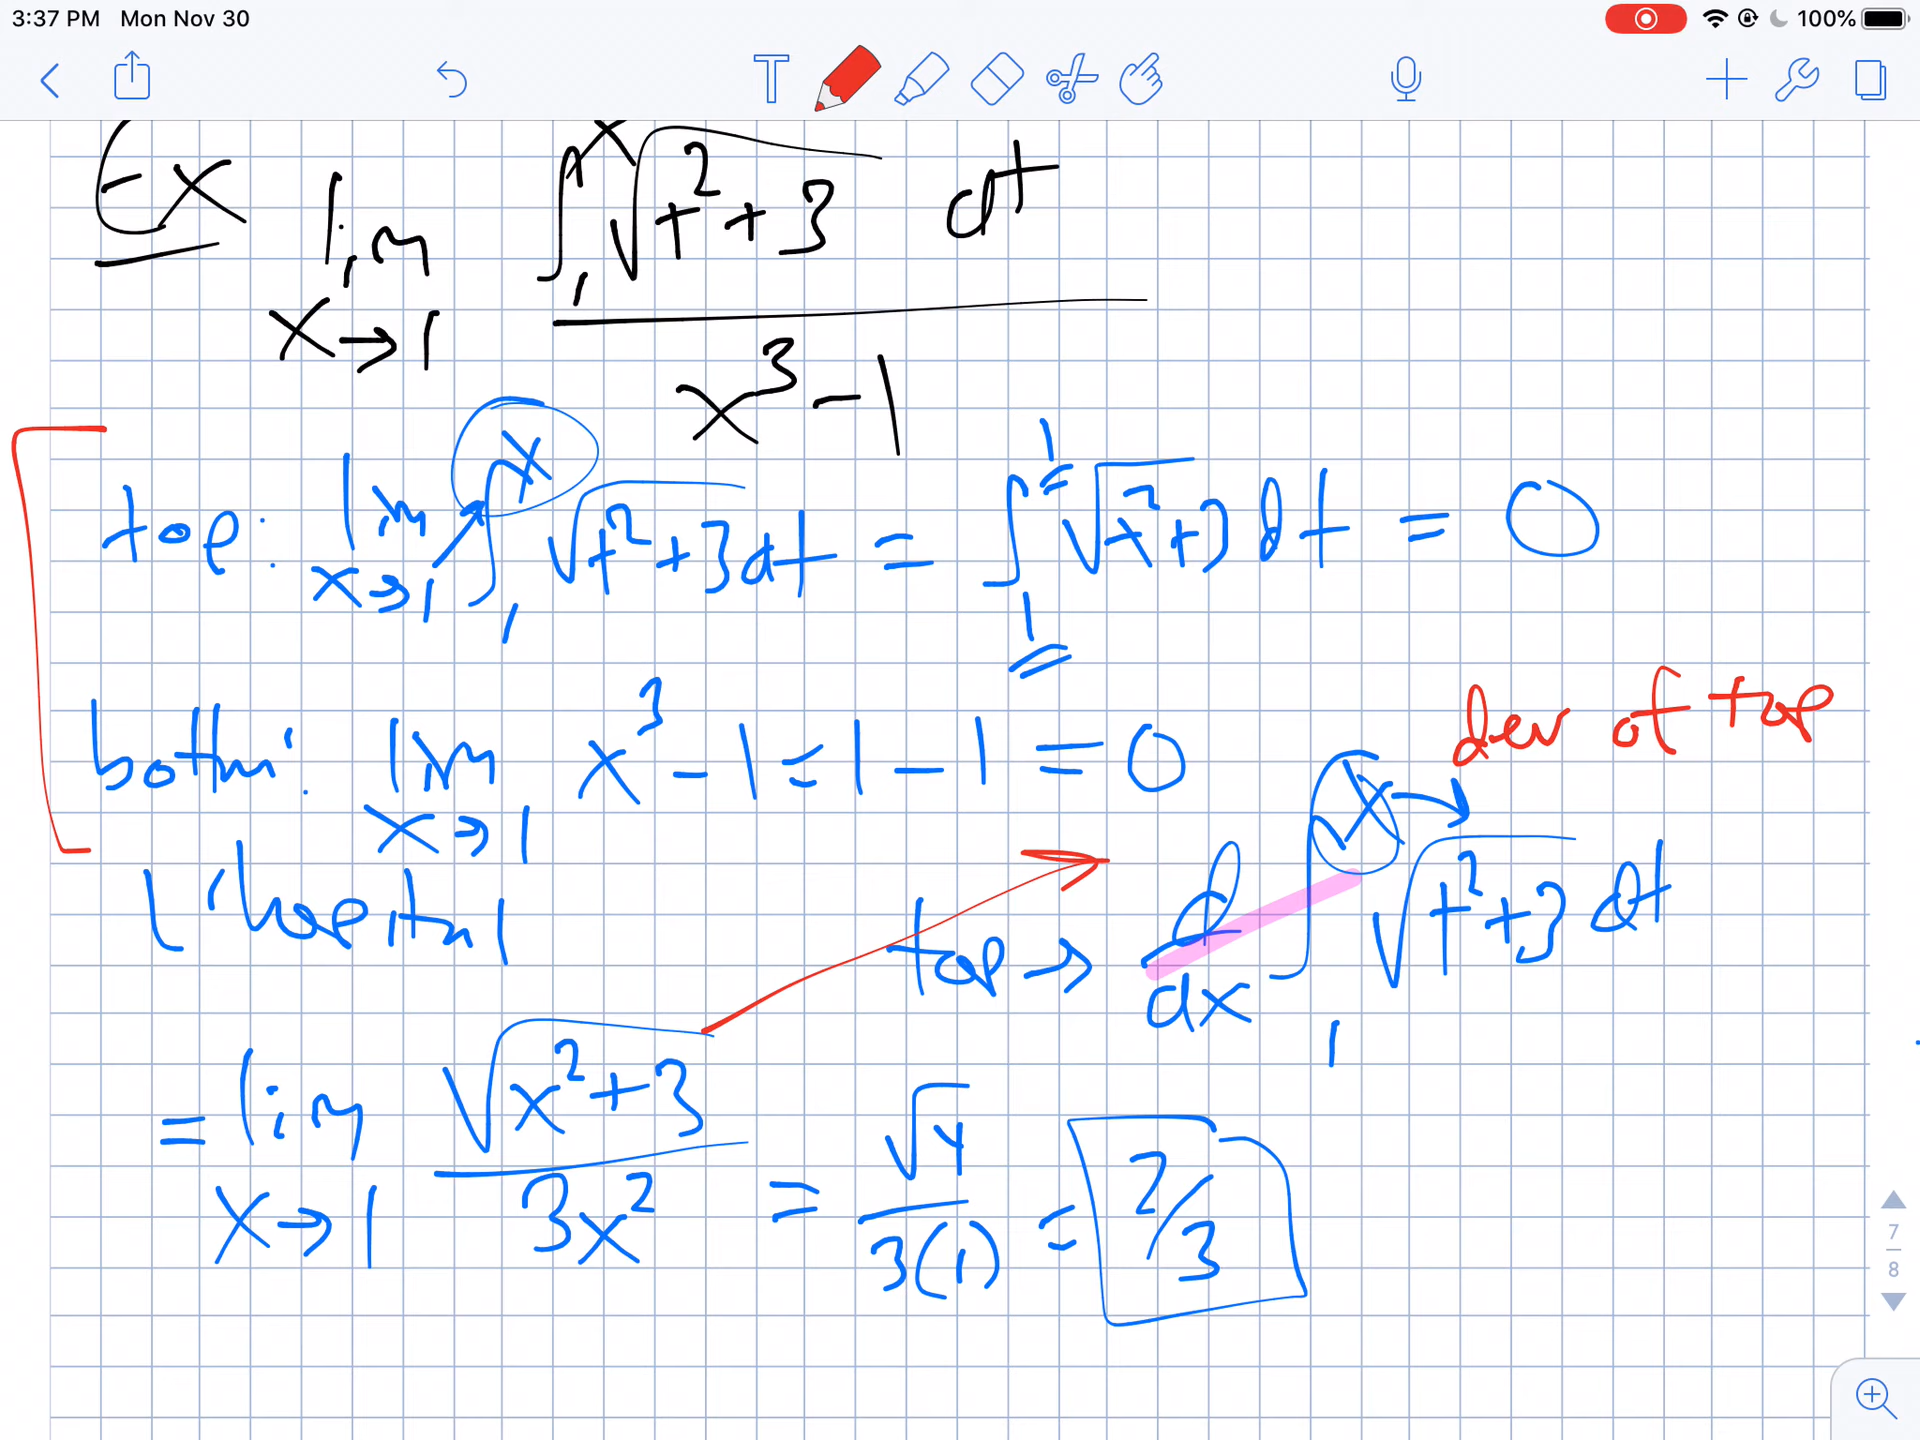 3:37 PM Mon Nov 30 100%
T
Ex lim x→1 ∫₁ˣ √(t²+3) dt / x³-1
top: lim x→1 ∫₁ˣ √(t²+3) dt = ∫₁¹ √(t²+3) dt = 0
dev of top
bottm: lim x→1 x³ - 1 = 1 - 1 = 0
L'hopital top → d/dx ∫₁ˣ √(t²+3) dt
= lim x→1 √(x²+3) / 3x² = √4 / 3(1) = 2/3
7
8